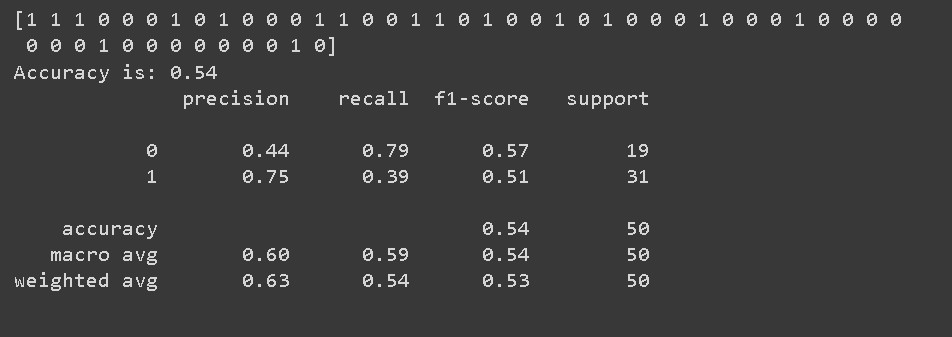 [1 1 1 0 0 0 1 0 1 0 0 0 1 1 0 0 1 1 0 1 0 0 1 0 1 0 0 0 1 0 0 0 1 0 0 0 0
0 0 0 1 0 0 0 0 0 0 0 1 0]
Accuracy is: 0.54
precision recall f1-score support
0 0.44 0.79 0.57 19
1 0.75 0.39 0.51 31
accuracy 0.54 50
macro avg 0.60 0.59 0.54 50
weighted avg 0.63 0.54 0.53 50